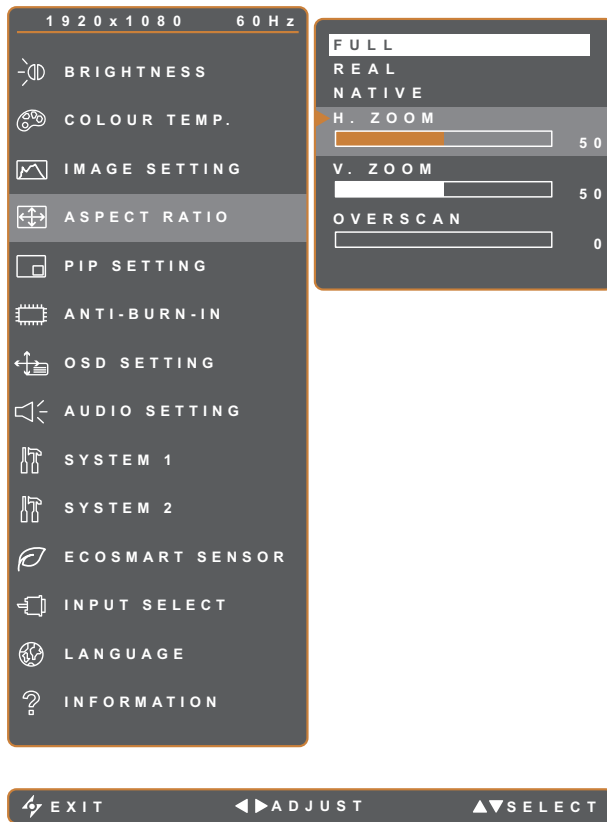 1920x1080 60Hz
BRIGHTNESS
COLOUR TEMP.
IMAGE SETTING
ASPECT RATIO
PIP SETTING
ANTI-BURN-IN
OSD SETTING
AUDIO SETTING
SYSTEM 1
SYSTEM 2
ECOSMART SENSOR
INPUT SELECT
LANGUAGE
INFORMATION
FULL
REAL
NATIVE
H. ZOOM
50
V. ZOOM
50
OVERSCAN
0
EXIT ADJUST SELECT